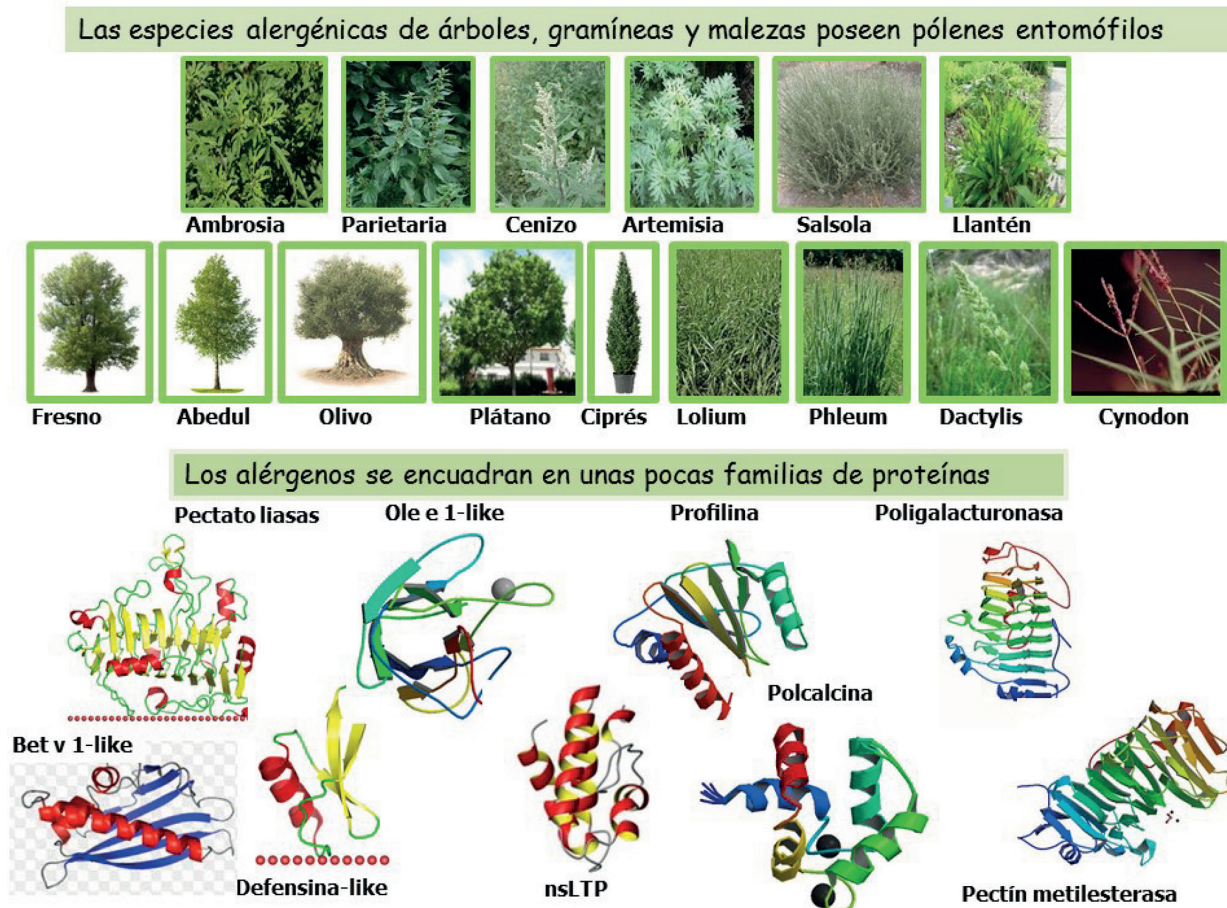 Las especies alergénicas de árboles, gramíneas y malezas poseen pólenes entomófilos
Ambrosia
Parietaria
Cenizo
Artemisia
Salsola
Llantén
Fresno
Abedul
Olivo
Plátano
Ciprés
Lolium
Phleum
Dactylis
Cynodon
Los alérgenos se encuadran en unas pocas familias de proteínas
Pectato liasas
Ole e 1-like
Profilina
Poligalacturonasa
Polcalcina
Bet v 1-like
Defensina-like
nsLTP
Pectín metilesterasa